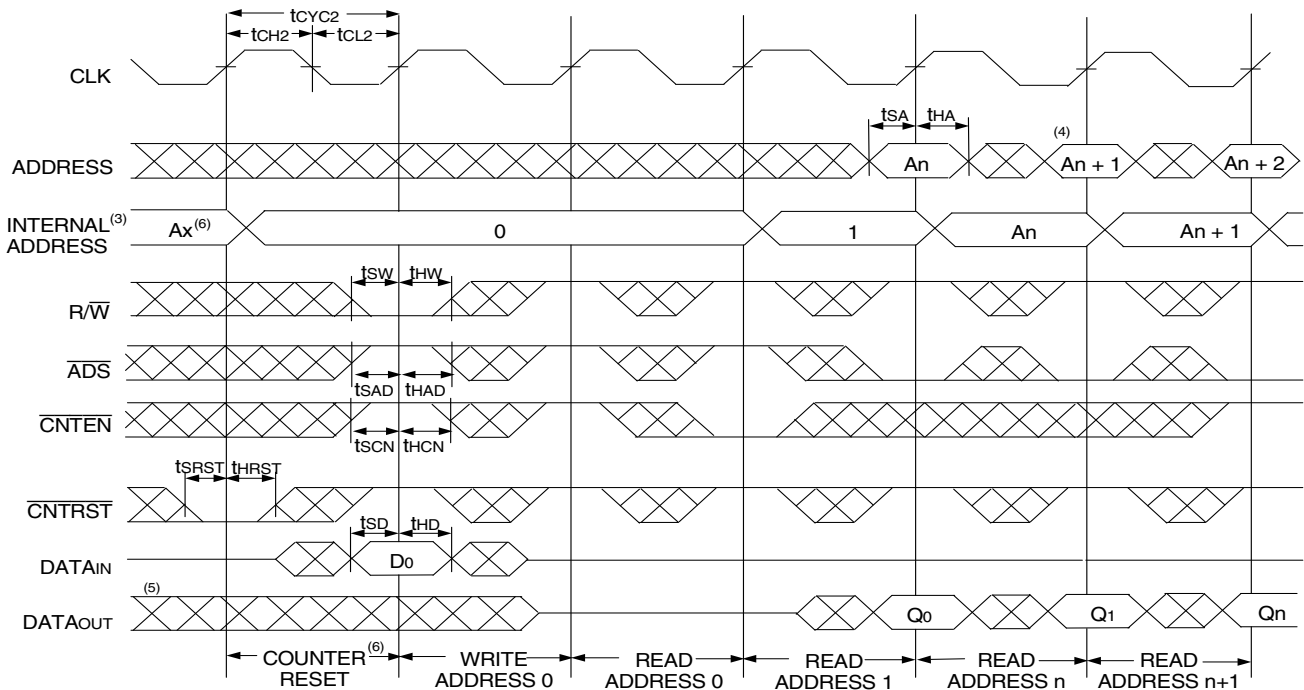 tCYC2
tCH2 tCL2
CLK
tSA tHA
(4)
ADDRESS An An + 1 An + 2
INTERNAL(3)
ADDRESS
Ax(6) 0 1 An An + 1
tSW tHW
R/W̅
A̅D̅S̅
tSAD tHAD
C̅N̅T̅E̅N̅
tSCN tHCN
tSRST tHRST
C̅N̅T̅R̅S̅T̅
tSD tHD
DATAIN D0
(5)
DATAOUT Q0 Q1 Qn
COUNTER(6)
RESET
WRITE
ADDRESS 0
READ
ADDRESS 0
READ
ADDRESS 1
READ
ADDRESS n
READ
ADDRESS n+1